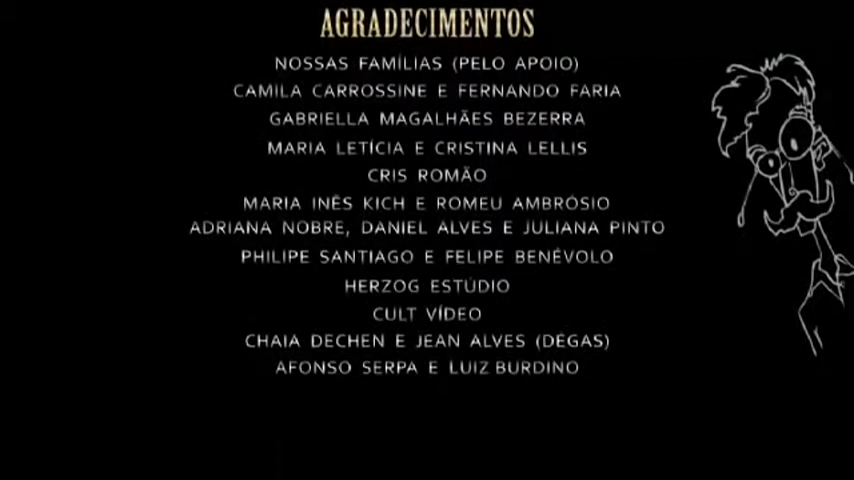 AGRADECIMENTOS
NOSSAS FAMÍLIAS (PELO APOIO)
CAMILA CARROSSINE E FERNANDO FARIA
GABRIELLA MAGALHÃES BEZERRA
MARIA LETÍCIA E CRISTINA LELLIS
CRIS ROMÃO
MARIA INÊS KICH E ROMEU AMBRÓSIO
ADRIANA NOBRE, DANIEL ALVES E JULIANA PINTO
PHILIPE SANTIAGO E FELIPE BENÉVOLO
HERZOG ESTÚDIO
CULT VÍDEO
CHAIA DECHEN E JEAN ALVES (DEGAS)
AFONSO SERPA E LUIZ BURDINO